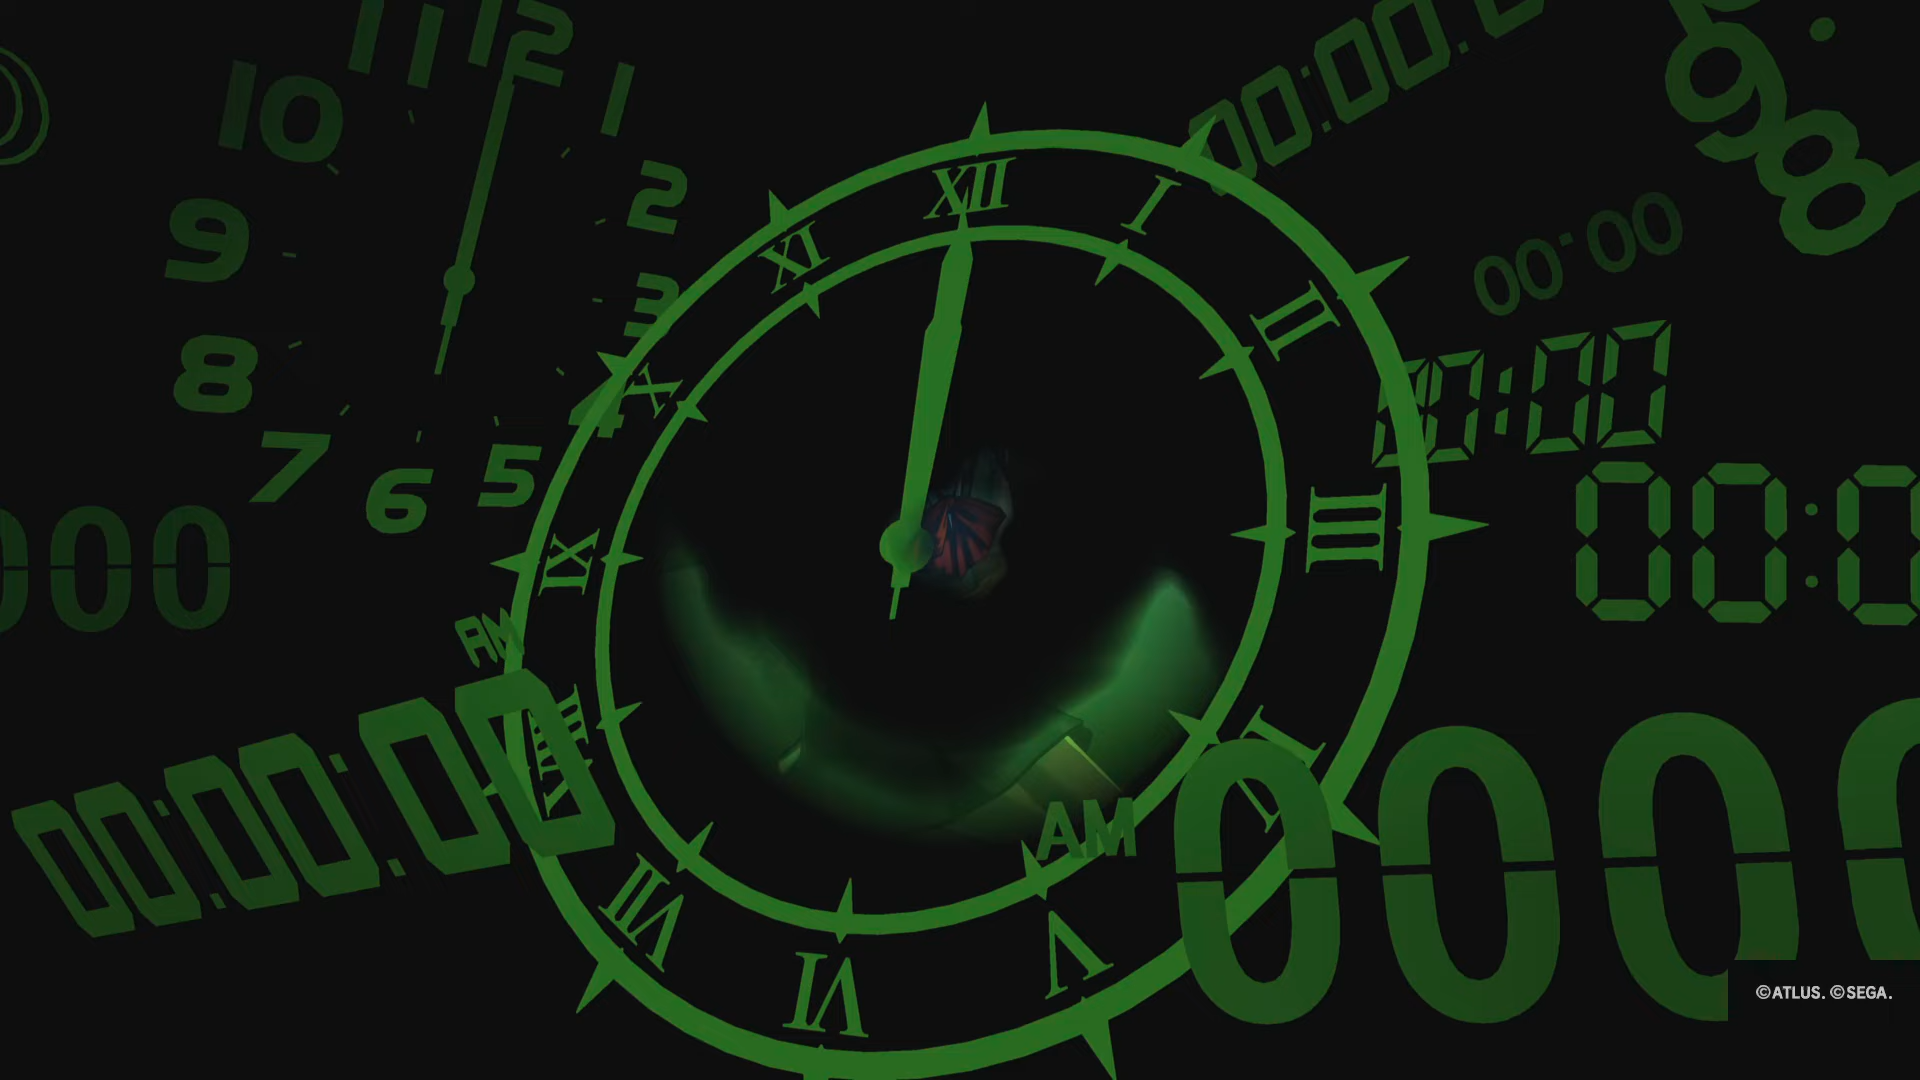 11 12 1
10
2
9
3
8
4
7 6 5
00:00.0
98
00:00
00:00
00:0
000
XII I
XI II
X
IX III
AM
00:00:00:00
AM
0000
VIII
VII VI V
©ATLUS. ©SEGA.